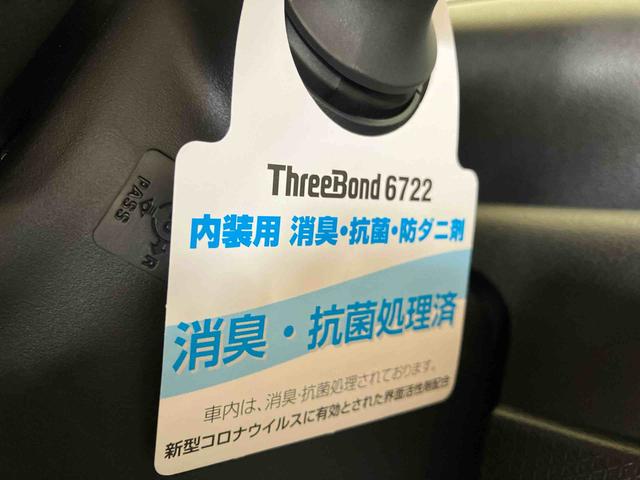 ThreeBond 6722
内装用 消臭・抗菌・防ダニ剤
消臭・抗菌処理済
車内は、消臭・抗菌処理されております。
新型コロナウイルスに有効とされた界面活性剤配合
PASS